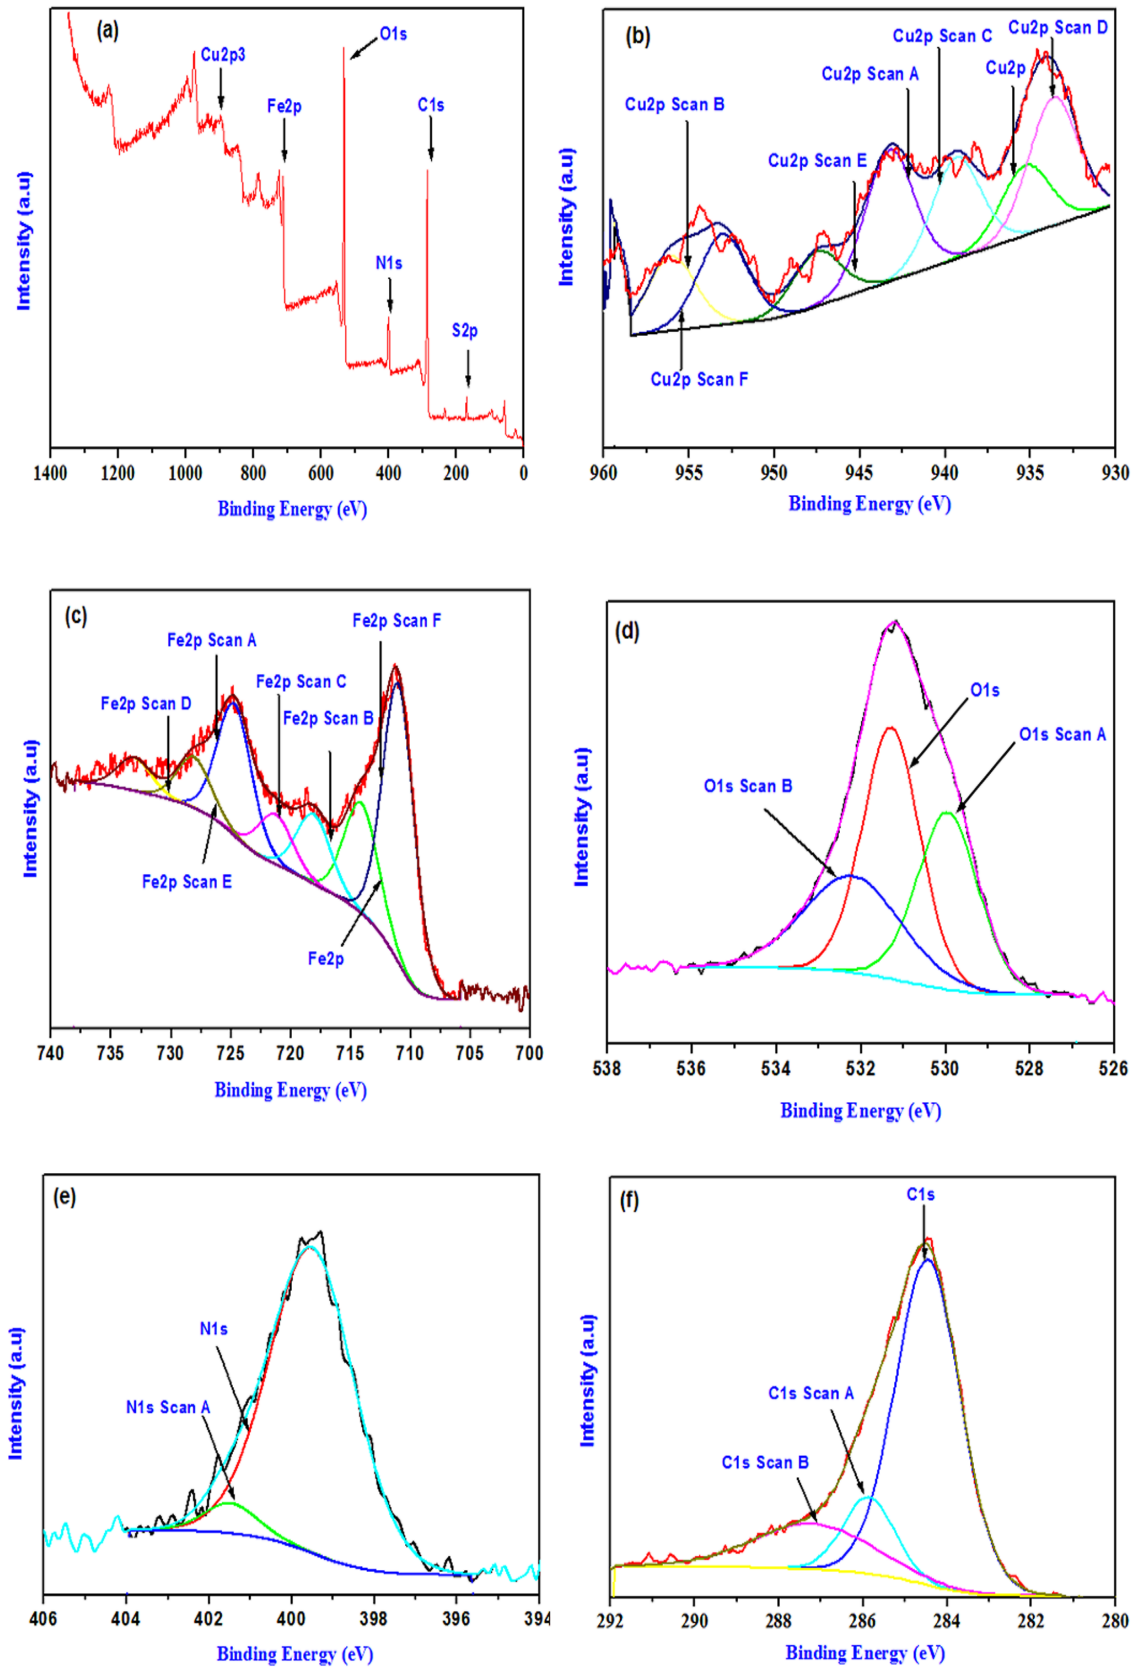 (a)
O1s
Cu2p3
Fe2p
C1s
N1s
S2p
Intensity (a.u)
1400 1200 1000 800 600 400 200 0
Binding Energy (eV)
(b)
Cu2p Scan D
Cu2p Scan C
Cu2p
Cu2p Scan A
Cu2p Scan B
Cu2p Scan E
Cu2p Scan F
Intensity (a.u)
960 955 950 945 940 935 930
Binding Energy (eV)
(c)
Fe2p Scan F
Fe2p Scan A
Fe2p Scan C
Fe2p Scan D
Fe2p Scan B
Fe2p Scan E
Fe2p
Intensity (a.u)
740 735 730 725 720 715 710 705 700
Binding Energy (eV)
(d)
O1s
O1s Scan A
O1s Scan B
Intensity (a.u)
538 534 532 531 530 528 526
Binding Energy (eV)
(e)
N1s
N1s Scan A
Intensity (a.u)
406 404 402 400 398 396 394
Binding Energy (eV)
(f)
C1s
C1s Scan A
C1s Scan B
Intensity (a.u)
292 290 288 286 284 282 280
Binding Energy (eV)